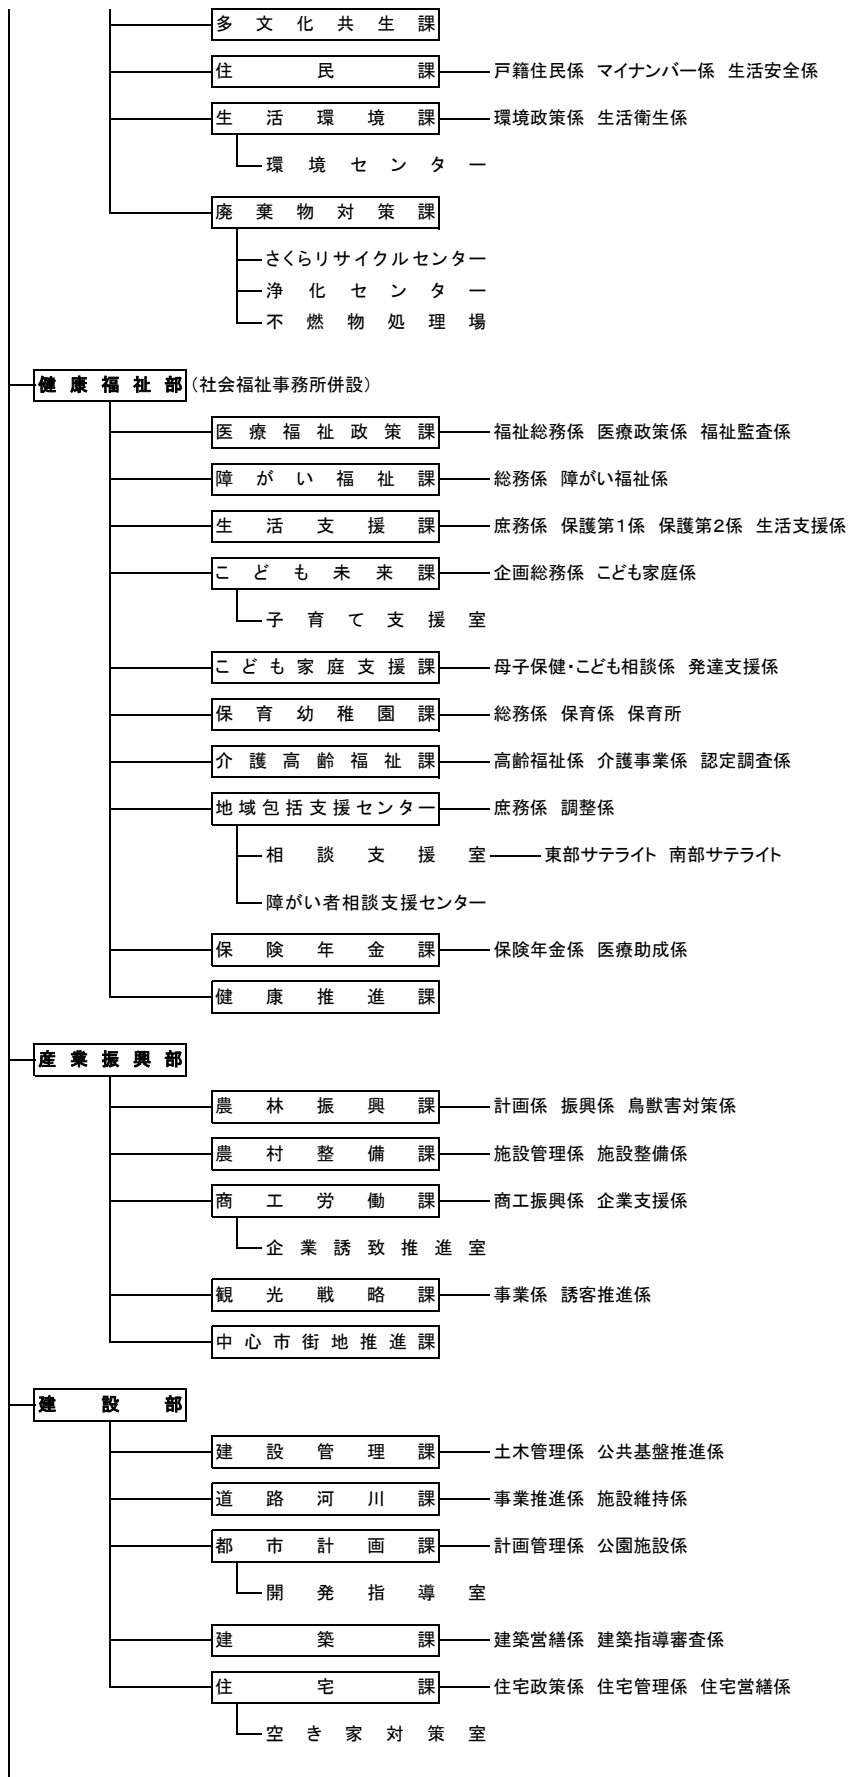 多文化共生課
住民課 戸籍住民係 マイナンバー係 生活安全係
生活環境課 環境政策係 生活衛生係
環境センター
廃棄物対策課
さくらリサイクルセンター
浄化センター
不燃物処理場
健康福祉部(社会福祉事務所併設)
医療福祉政策課 福祉総務係 医療政策係 福祉監査係
障がい福祉課 総務係 障がい福祉係
生活支援課 庶務係 保護第1係 保護第2係 生活支援係
こども未来課 企画総務係 こども家庭係
子育て支援室
こども家庭支援課 母子保健・こども相談係 発達支援係
保育幼稚園課 総務係 保育係 保育所
介護高齢福祉課 高齢福祉係 介護事業係 認定調査係
地域包括支援センター 庶務係 調整係
相談支援室 東部サテライト 南部サテライト
障がい者相談支援センター
保険年金課 保険年金係 医療助成係
健康推進課
産業振興部
農林振興課 計画係 振興係 鳥獣害対策係
農村整備課 施設管理係 施設整備係
商工労働課 商工振興係 企業支援係
企業誘致推進室
観光戦略課 事業係 誘客推進係
中心市街地推進課
建設部
建設管理課 土木管理係 公共基盤推進係
道路河川課 事業推進係 施設維持係
都市計画課 計画管理係 公園施設係
開発指導室
建築課 建築営繕係 建築指導審査係
住宅課 住宅政策係 住宅管理係 住宅営繕係
空き家対策室